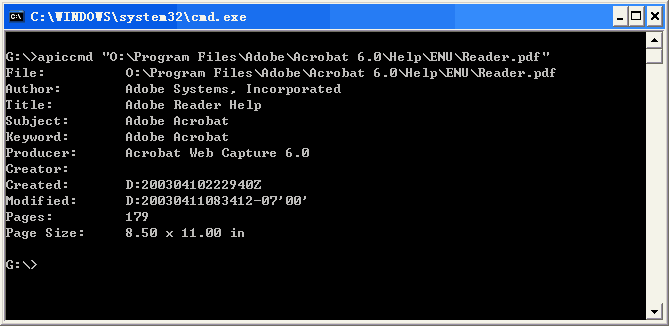 C:\WINDOWS\system32\cmd.exe
G:\>apiccmd "O:\Program Files\Adobe\Acrobat 6.0\Help\ENU\Reader.pdf"
File:       O:\Program Files\Adobe\Acrobat 6.0\Help\ENU\Reader.pdf
Author:     Adobe Systems, Incorporated
Title:      Adobe Reader Help
Subject:    Adobe Acrobat
Keyword:    Adobe Acrobat
Producer:   Acrobat Web Capture 6.0
Creator:
Created:    D:20030410222940Z
Modified:   D:20030411083412-07'00'
Pages:      179
Page Size:  8.50 x 11.00 in
G:\>